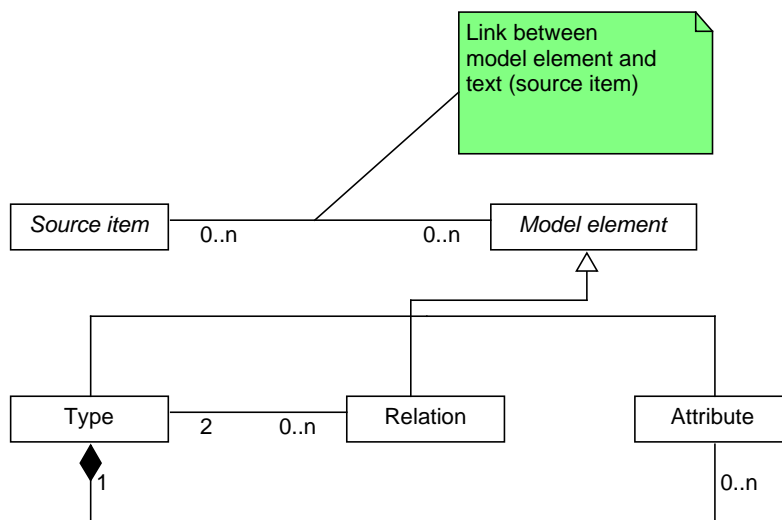 Link between
model element and
text (source item)
Source item
0..n
0..n
Model element
Type
2
0..n
Relation
Attribute
1
0..n